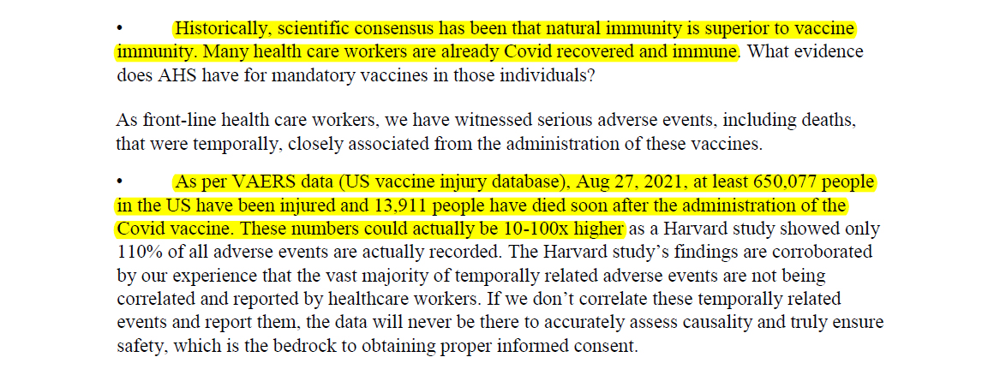 • Historically, scientific consensus has been that natural immunity is superior to vaccine
immunity. Many health care workers are already Covid recovered and immune. What evidence
does AHS have for mandatory vaccines in those individuals?
As front-line health care workers, we have witnessed serious adverse events, including deaths,
that were temporally, closely associated from the administration of these vaccines.
• As per VAERS data (US vaccine injury database), Aug 27, 2021, at least 650,077 people
in the US have been injured and 13,911 people have died soon after the administration of the
Covid vaccine. These numbers could actually be 10-100x higher as a Harvard study showed only
110% of all adverse events are actually recorded. The Harvard study’s findings are corroborated
by our experience that the vast majority of temporally related adverse events are not being
correlated and reported by healthcare workers. If we don’t correlate these temporally related
events and report them, the data will never be there to accurately assess causality and truly ensure
safety, which is the bedrock to obtaining proper informed consent.